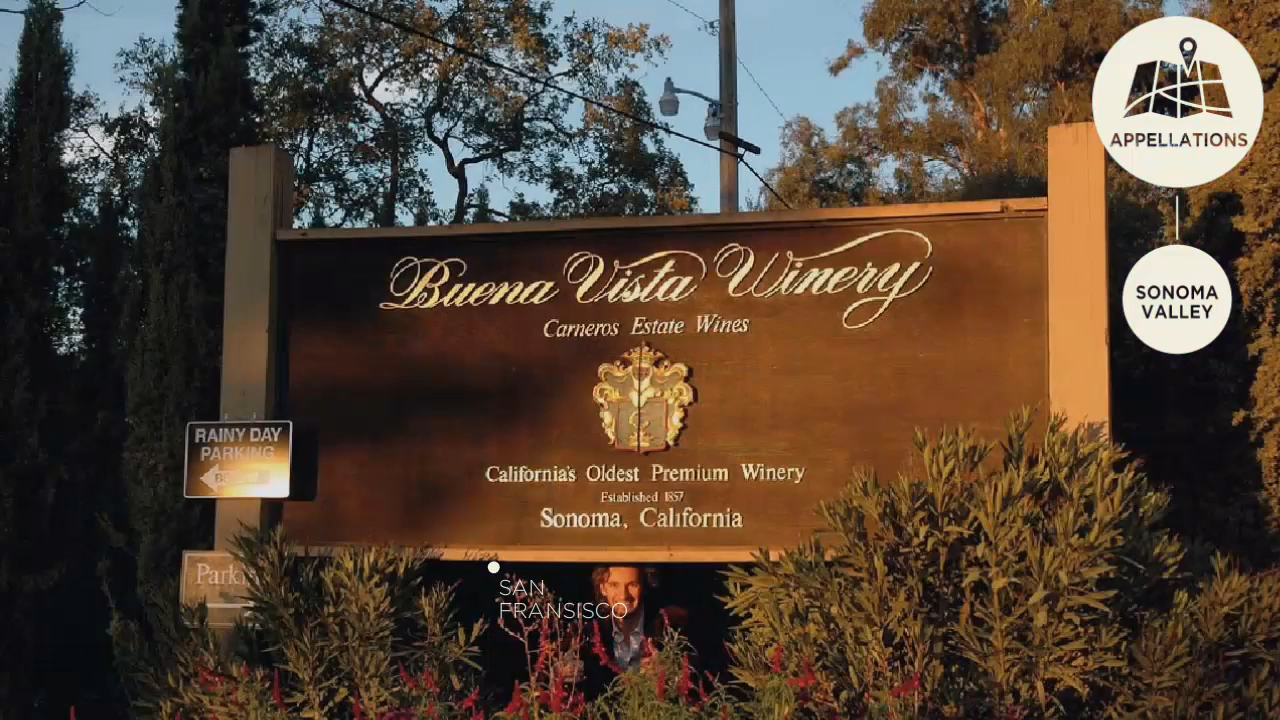 APPELLATIONS
Buena Vista Winery
Carneros Estate Wines
SONOMA
VALLEY
RAINY DAY
PARKING
California's Oldest Premium Winery
Established 1857
Sonoma, California
SAN
FRANSISCO